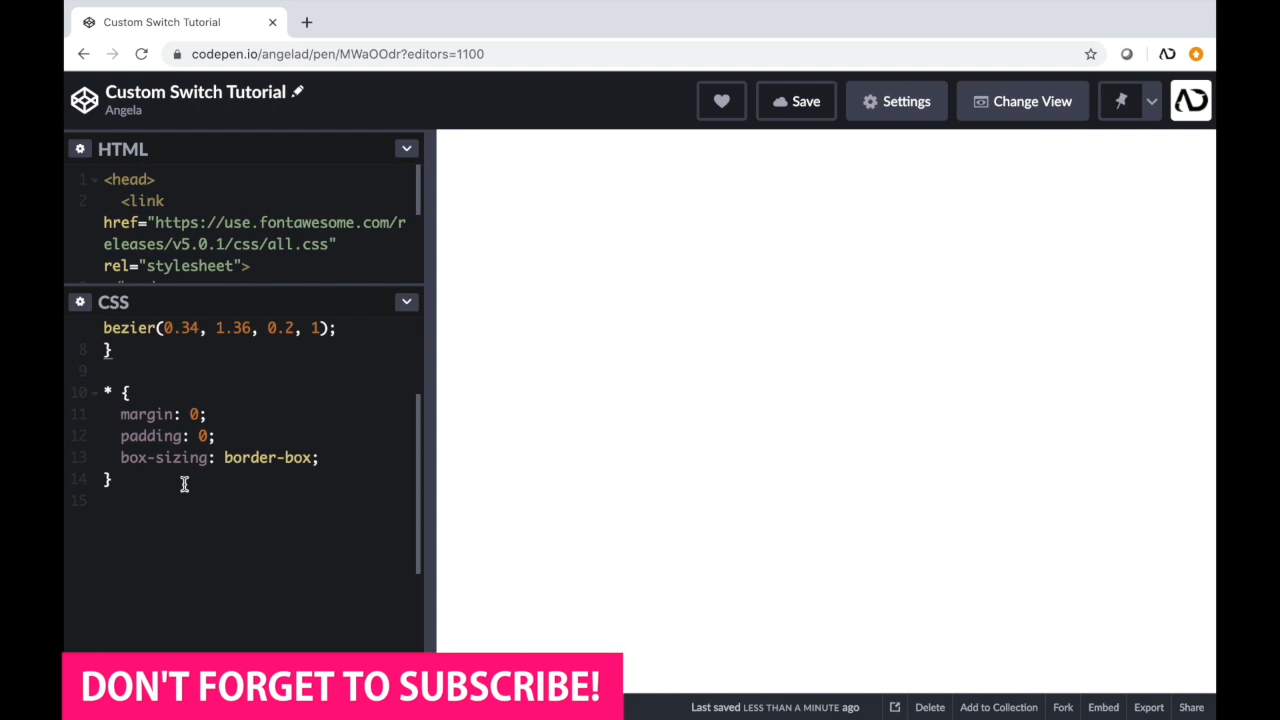 Custom Switch Tutorial
codepen.io/angelad/pen/MWaOOdr?editors=1100
Custom Switch Tutorial
Angela
Save
Settings
Change View
HTML
1 <head>
2 <link
href="https://use.fontawesome.com/r
eleases/v5.0.1/css/all.css"
rel="stylesheet">
CSS
bezier(0.34, 1.36, 0.2, 1);
8 }
9
10 * {
11 margin: 0;
12 padding: 0;
13 box-sizing: border-box;
14 }
15
DON'T FORGET TO SUBSCRIBE!
Last saved LESS THAN A MINUTE ago
Delete
Add to Collection
Fork
Embed
Export
Share